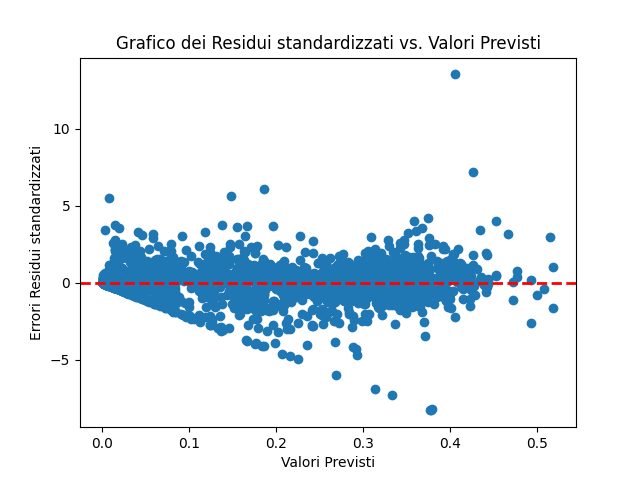 Grafico dei Residui standardizzati vs. Valori Previsti
Errori Residui standardizzati
10
5
0
−5
0.0 0.1 0.2 0.3 0.4 0.5
Valori Previsti